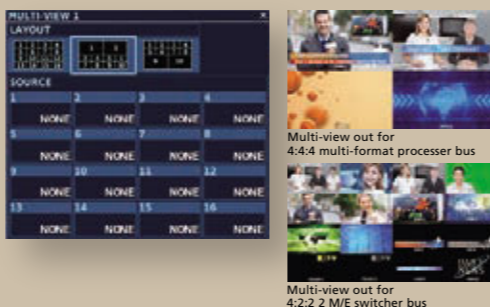 MULTI-VIEW 1 ×
LAYOUT
SOURCE
1 2 3 4
NONE NONE NONE NONE
5 6 7 8
NONE NONE NONE NONE
9 10 11 12
NONE NONE NONE NONE
13 14 15 16
NONE NONE NONE NONE
Multi-view out for
4:4:4 multi-format processer bus
Multi-view out for
4:2:2 2 M/E switcher bus